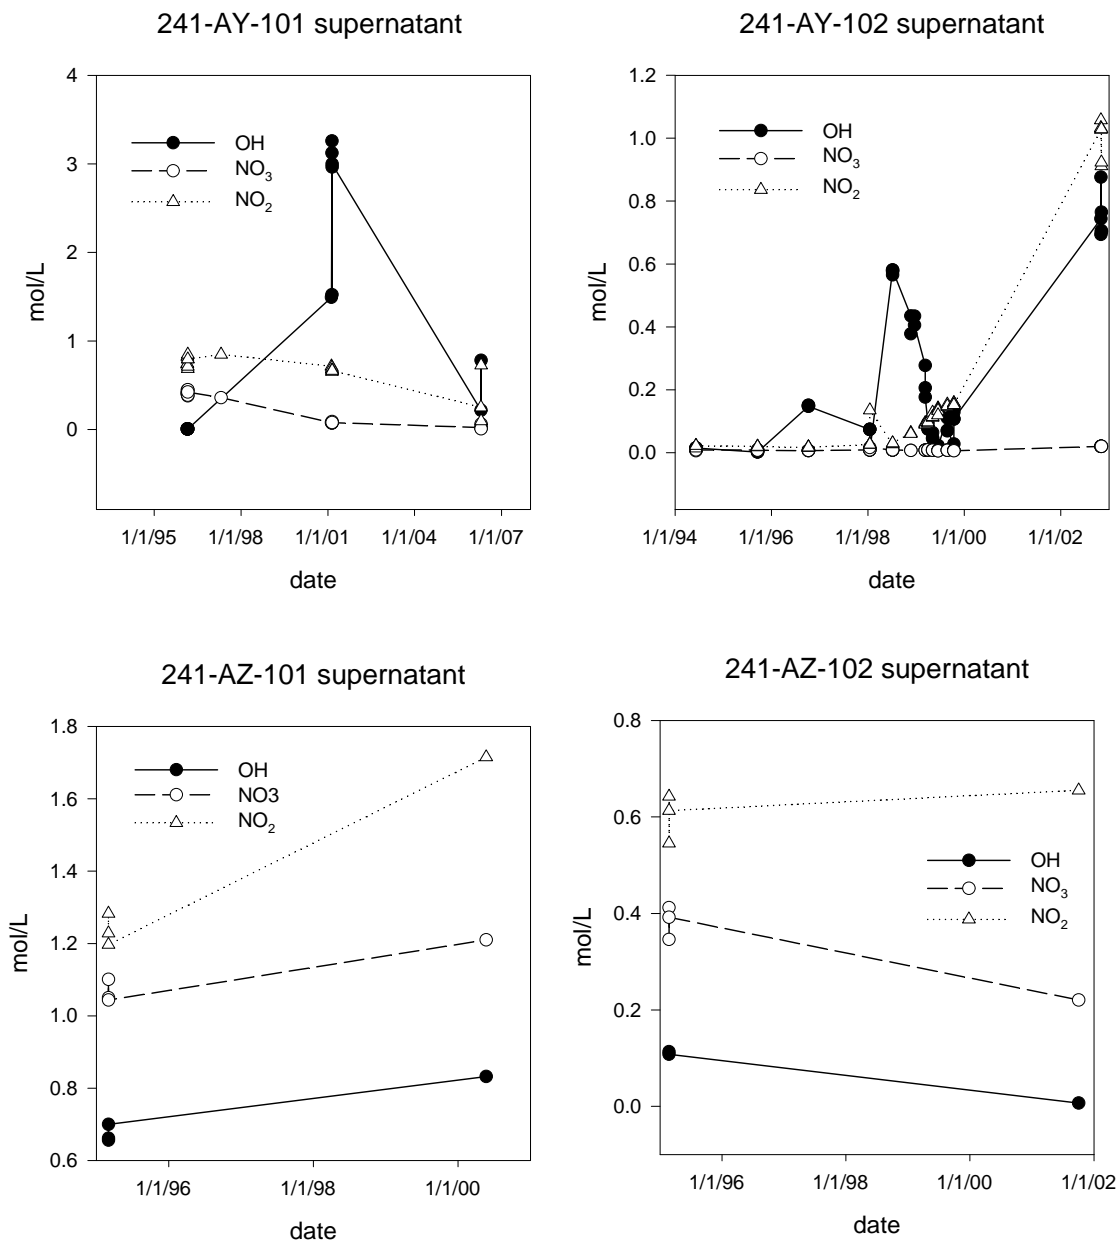 241-AY-101 supernatant
4
3
2
1
0
mol/L
OH
NO3
NO2
1/1/95
1/1/98
1/1/01
1/1/04
1/1/07
date
241-AY-102 supernatant
1.2
1.0
0.8
0.6
0.4
0.2
0.0
mol/L
OH
NO3
NO2
1/1/94
1/1/96
1/1/98
1/1/00
1/1/02
date
241-AZ-101 supernatant
1.8
1.6
1.4
1.2
1.0
0.8
0.6
mol/L
OH
NO3
NO2
1/1/96
1/1/98
1/1/00
date
241-AZ-102 supernatant
0.8
0.6
0.4
0.2
0.0
mol/L
OH
NO3
NO2
1/1/96
1/1/98
1/1/00
1/1/02
date